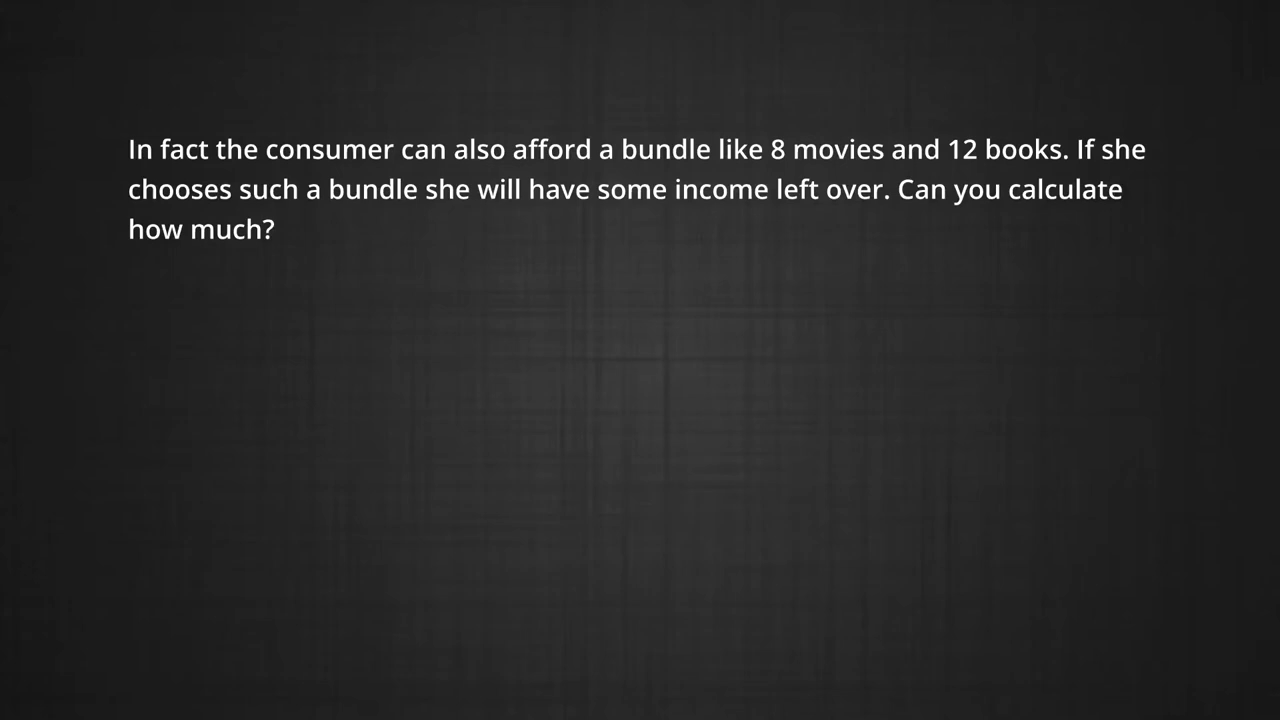 In fact the consumer can also afford a bundle like 8 movies and 12 books. If she
chooses such a bundle she will have some income left over. Can you calculate
how much?